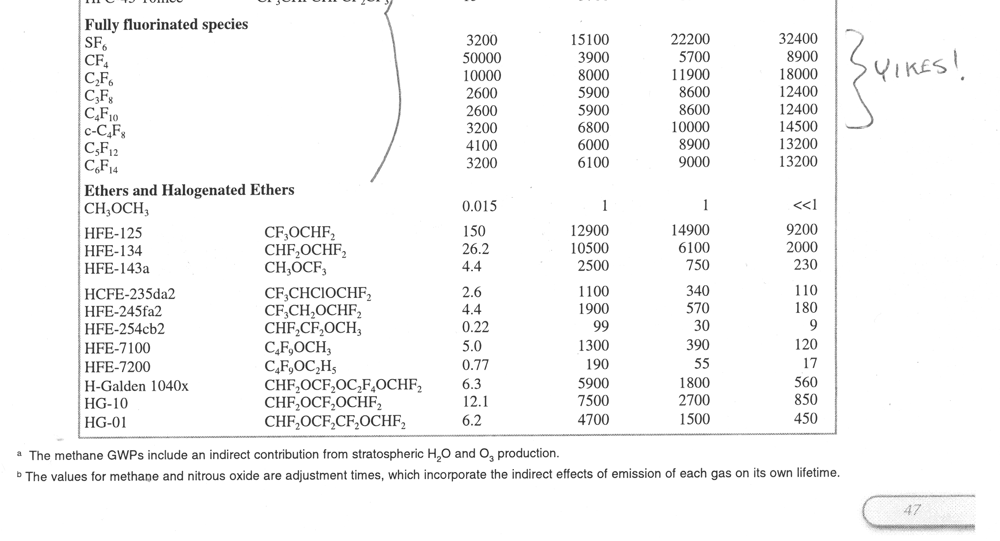 Fully fluorinated species
SF₆ 3200 15100 22200 32400
CF₄ 50000 3900 5700 8900
C₂F₆ 10000 8000 11900 18000
C₃F₈ 2600 5900 8600 12400
C₄F₁₀ 2600 5900 8600 12400
c-C₄F₈ 3200 6800 10000 14500
C₅F₁₂ 4100 6000 8900 13200
C₆F₁₄ 3200 6100 9000 13200
YIKES!
Ethers and Halogenated Ethers
CH₃OCH₃ 0.015 1 1 <<1
HFE-125 CF₃OCHF₂ 150 12900 14900 9200
HFE-134 CHF₂OCHF₂ 26.2 10500 6100 2000
HFE-143a CH₃OCF₃ 4.4 2500 750 230
HCFE-235da2 CF₃CHClOCHF₂ 2.6 1100 340 110
HFE-245fa2 CF₃CH₂OCHF₂ 4.4 1900 570 180
HFE-254cb2 CHF₂CF₂OCH₃ 0.22 99 30 9
HFE-7100 C₄F₉OCH₃ 5.0 1300 390 120
HFE-7200 C₄F₉OC₂H₅ 0.77 190 55 17
H-Galden 1040x CHF₂OCF₂OC₂F₄OCHF₂ 6.3 5900 1800 560
HG-10 CHF₂OCF₂OCHF₂ 12.1 7500 2700 850
HG-01 CHF₂OCF₂CF₂OCHF₂ 6.2 4700 1500 450
a The methane GWPs include an indirect contribution from stratospheric H₂O and O₃ production.
b The values for methane and nitrous oxide are adjustment times, which incorporate the indirect effects of emission of each gas on its own lifetime.
47